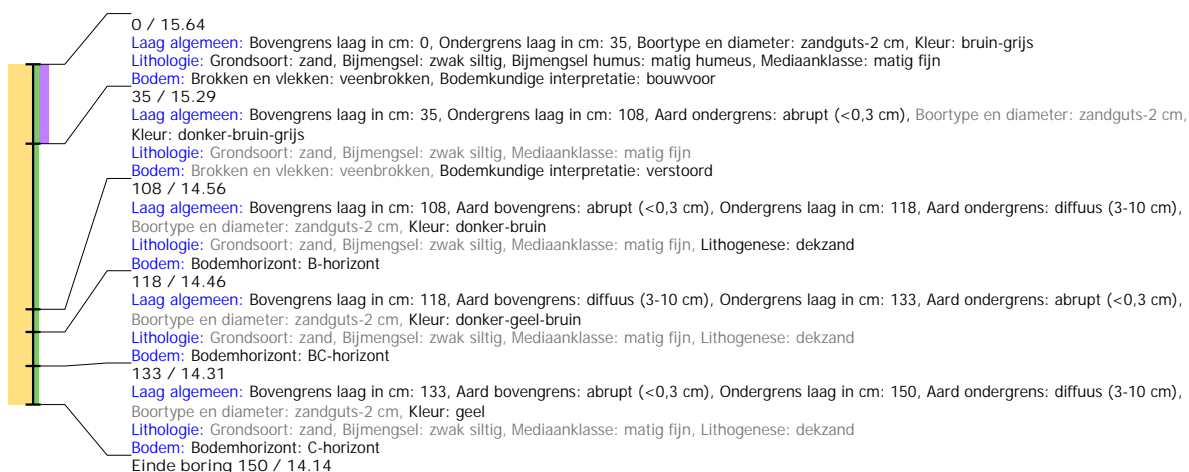 0 / 15.64
Laag algemeen: Bovengrens laag in cm: 0, Ondergrens laag in cm: 35, Boortype en diameter: zandguts-2 cm, Kleur: bruin-grijs
Lithologie: Grondsoort: zand, Bijmengsel: zwak siltig, Bijmengsel humus: matig humeus, Mediaanklasse: matig fijn
Bodem: Brokken en vlekken: veenbrokken, Bodemkundige interpretatie: bouwvoor
35 / 15.29
Laag algemeen: Bovengrens laag in cm: 35, Ondergrens laag in cm: 108, Aard ondergrens: abrupt (<0,3 cm), Boortype en diameter: zandguts-2 cm,
Kleur: donker-bruin-grijs
Lithologie: Grondsoort: zand, Bijmengsel: zwak siltig, Mediaanklasse: matig fijn
Bodem: Brokken en vlekken: veenbrokken, Bodemkundige interpretatie: verstoord
108 / 14.56
Laag algemeen: Bovengrens laag in cm: 108, Aard bovengrens: abrupt (<0,3 cm), Ondergrens laag in cm: 118, Aard ondergrens: diffuus (3-10 cm),
Boortype en diameter: zandguts-2 cm, Kleur: donker-bruin
Lithologie: Grondsoort: zand, Bijmengsel: zwak siltig, Mediaanklasse: matig fijn, Lithogenese: dekzand
Bodem: Bodemhorizont: B-horizont
118 / 14.46
Laag algemeen: Bovengrens laag in cm: 118, Aard bovengrens: diffuus (3-10 cm), Ondergrens laag in cm: 133, Aard ondergrens: abrupt (<0,3 cm),
Boortype en diameter: zandguts-2 cm, Kleur: donker-geel-bruin
Lithologie: Grondsoort: zand, Bijmengsel: zwak siltig, Mediaanklasse: matig fijn, Lithogenese: dekzand
Bodem: Bodemhorizont: BC-horizont
133 / 14.31
Laag algemeen: Bovengrens laag in cm: 133, Aard bovengrens: abrupt (<0,3 cm), Ondergrens laag in cm: 150, Aard ondergrens: diffuus (3-10 cm),
Boortype en diameter: zandguts-2 cm, Kleur: geel
Lithologie: Grondsoort: zand, Bijmengsel: zwak siltig, Mediaanklasse: matig fijn, Lithogenese: dekzand
Bodem: Bodemhorizont: C-horizont
Einde boring 150 / 14.14